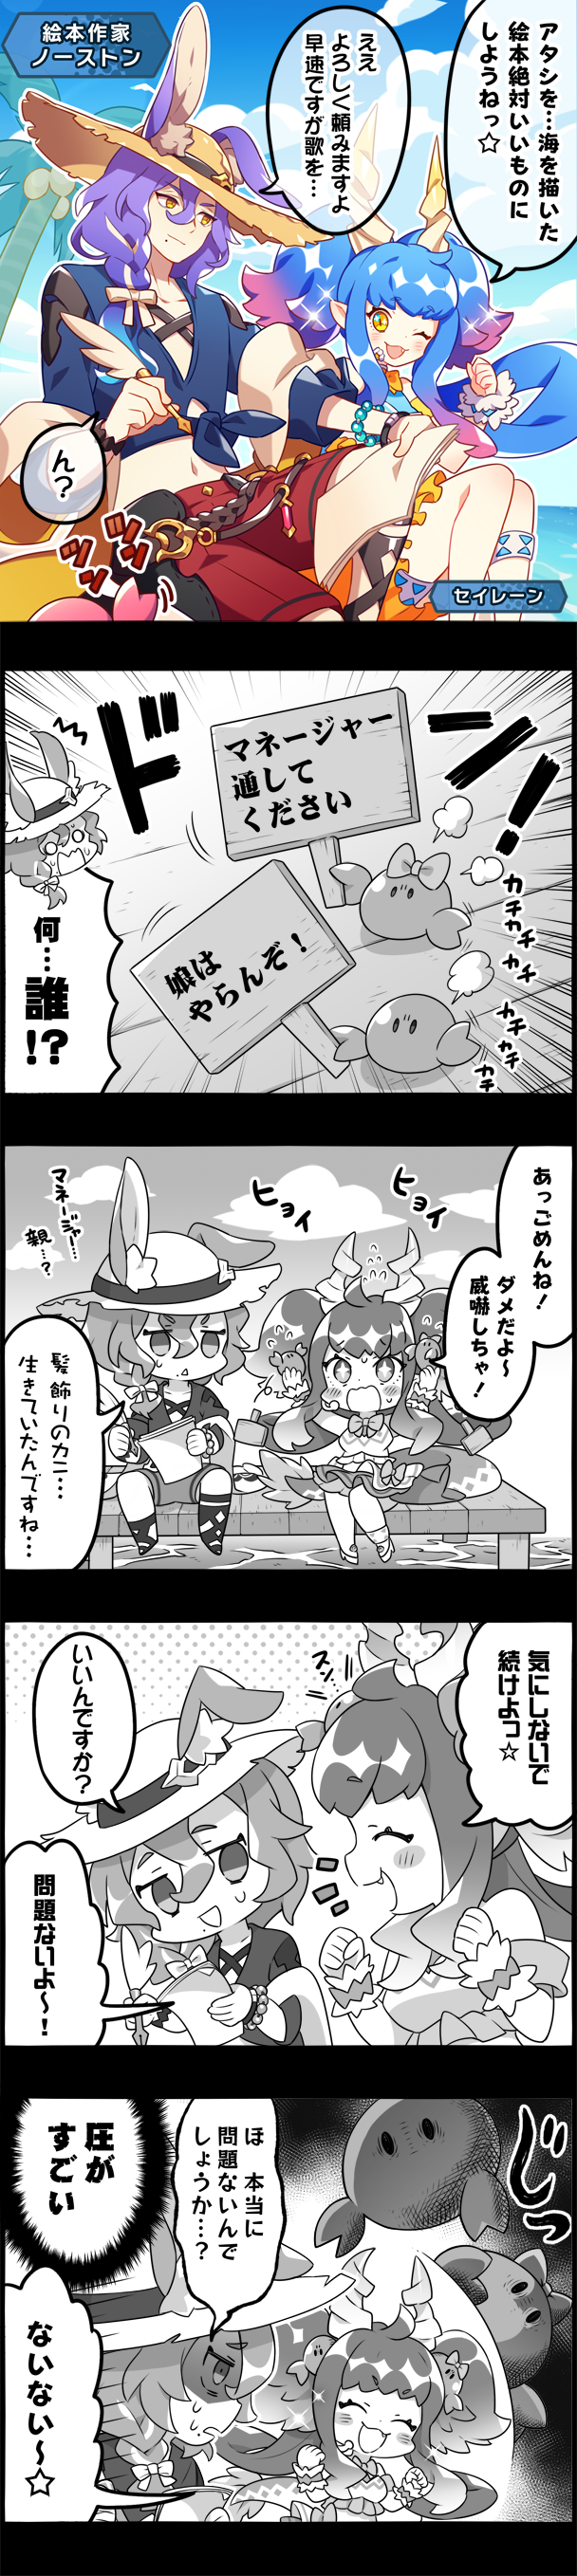 絵本作家
ノーストン
アタシを…海を描いた
絵本絶対いいものに
しようねっ☆
ええ
よろしく頼みますよ
早速ですが歌を…
ん?
ツンツン
セイレーン
ドーン!
マネージャー
通して
ください
カチカチ
カチ
カチ
娘は
やらんぞ!
カチカチ
カチ
何…
誰!?
あっごめんね!
ダメだよ〜
威嚇しちゃ!
ヒョイ
ヒョイ
マネージャー…
親…?
髪飾りのカニ…
生きていたんですね…
気にしないで
続けよっ☆
スッ…
いいんですか?
問題ないよ〜!
じーっ
ほ 本当に
問題ないんで
しょうか…?
圧が
すごい
ないない〜☆